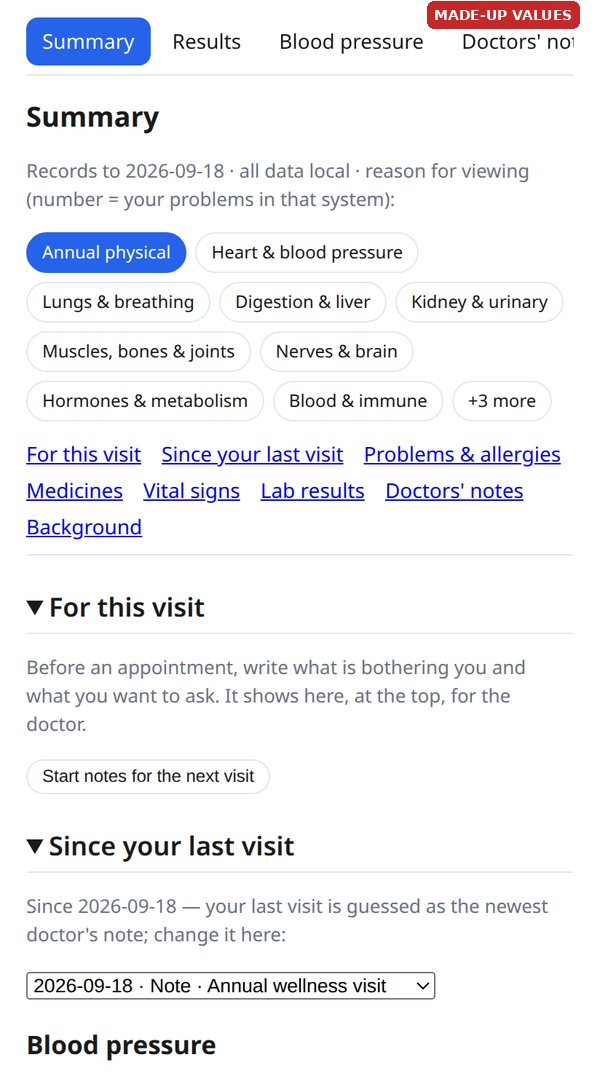 MADE-UP VALUES
Summary Results Blood pressure Doctors' not
Summary
Records to 2026-09-18 · all data local · reason for viewing
(number = your problems in that system):
Annual physical Heart & blood pressure
Lungs & breathing Digestion & liver Kidney & urinary
Muscles, bones & joints Nerves & brain
Hormones & metabolism Blood & immune +3 more
For this visit Since your last visit Problems & allergies
Medicines Vital signs Lab results Doctors' notes
Background
▼ For this visit
Before an appointment, write what is bothering you and
what you want to ask. It shows here, at the top, for the
doctor.
Start notes for the next visit
▼ Since your last visit
Since 2026-09-18 — your last visit is guessed as the newest
doctor's note; change it here:
2026-09-18 · Note · Annual wellness visit
Blood pressure